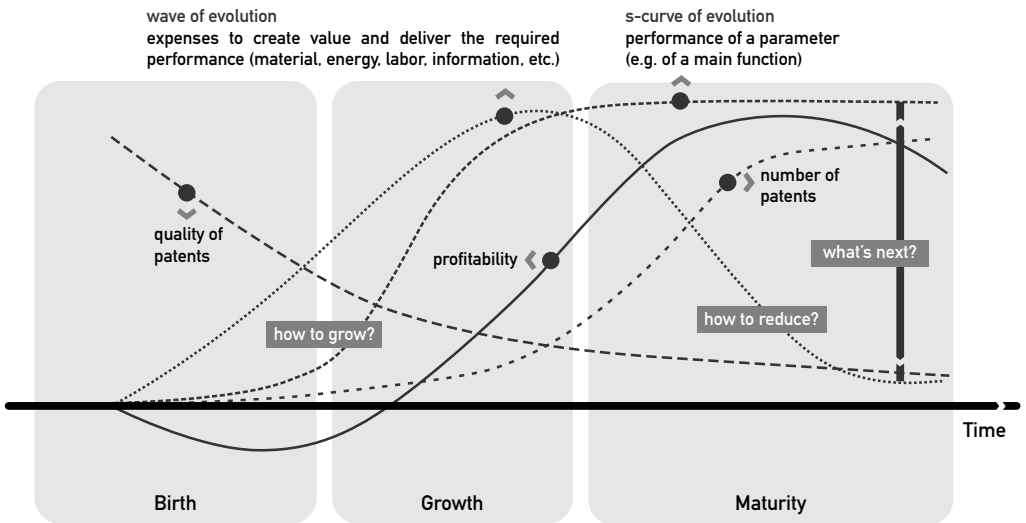 wave of evolution
expenses to create value and deliver the required
performance (material, energy, labor, information, etc.)
s-curve of evolution
performance of a parameter
(e.g. of a main function)
quality of
patents
profitability
number of
patents
what's next?
how to grow?
how to reduce?
Time
Birth
Growth
Maturity